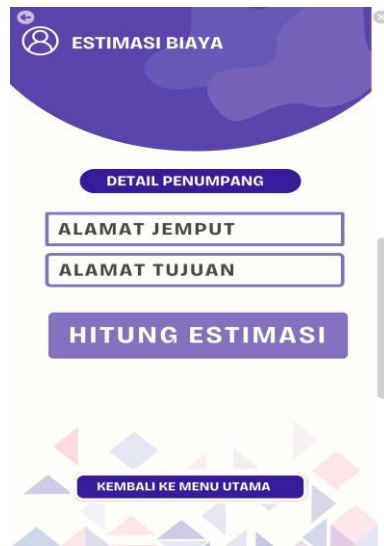 ESTIMASI BIAYA
DETAIL PENUMPANG
ALAMAT JEMPUT
ALAMAT TUJUAN
HITUNG ESTIMASI
KEMBALI KE MENU UTAMA